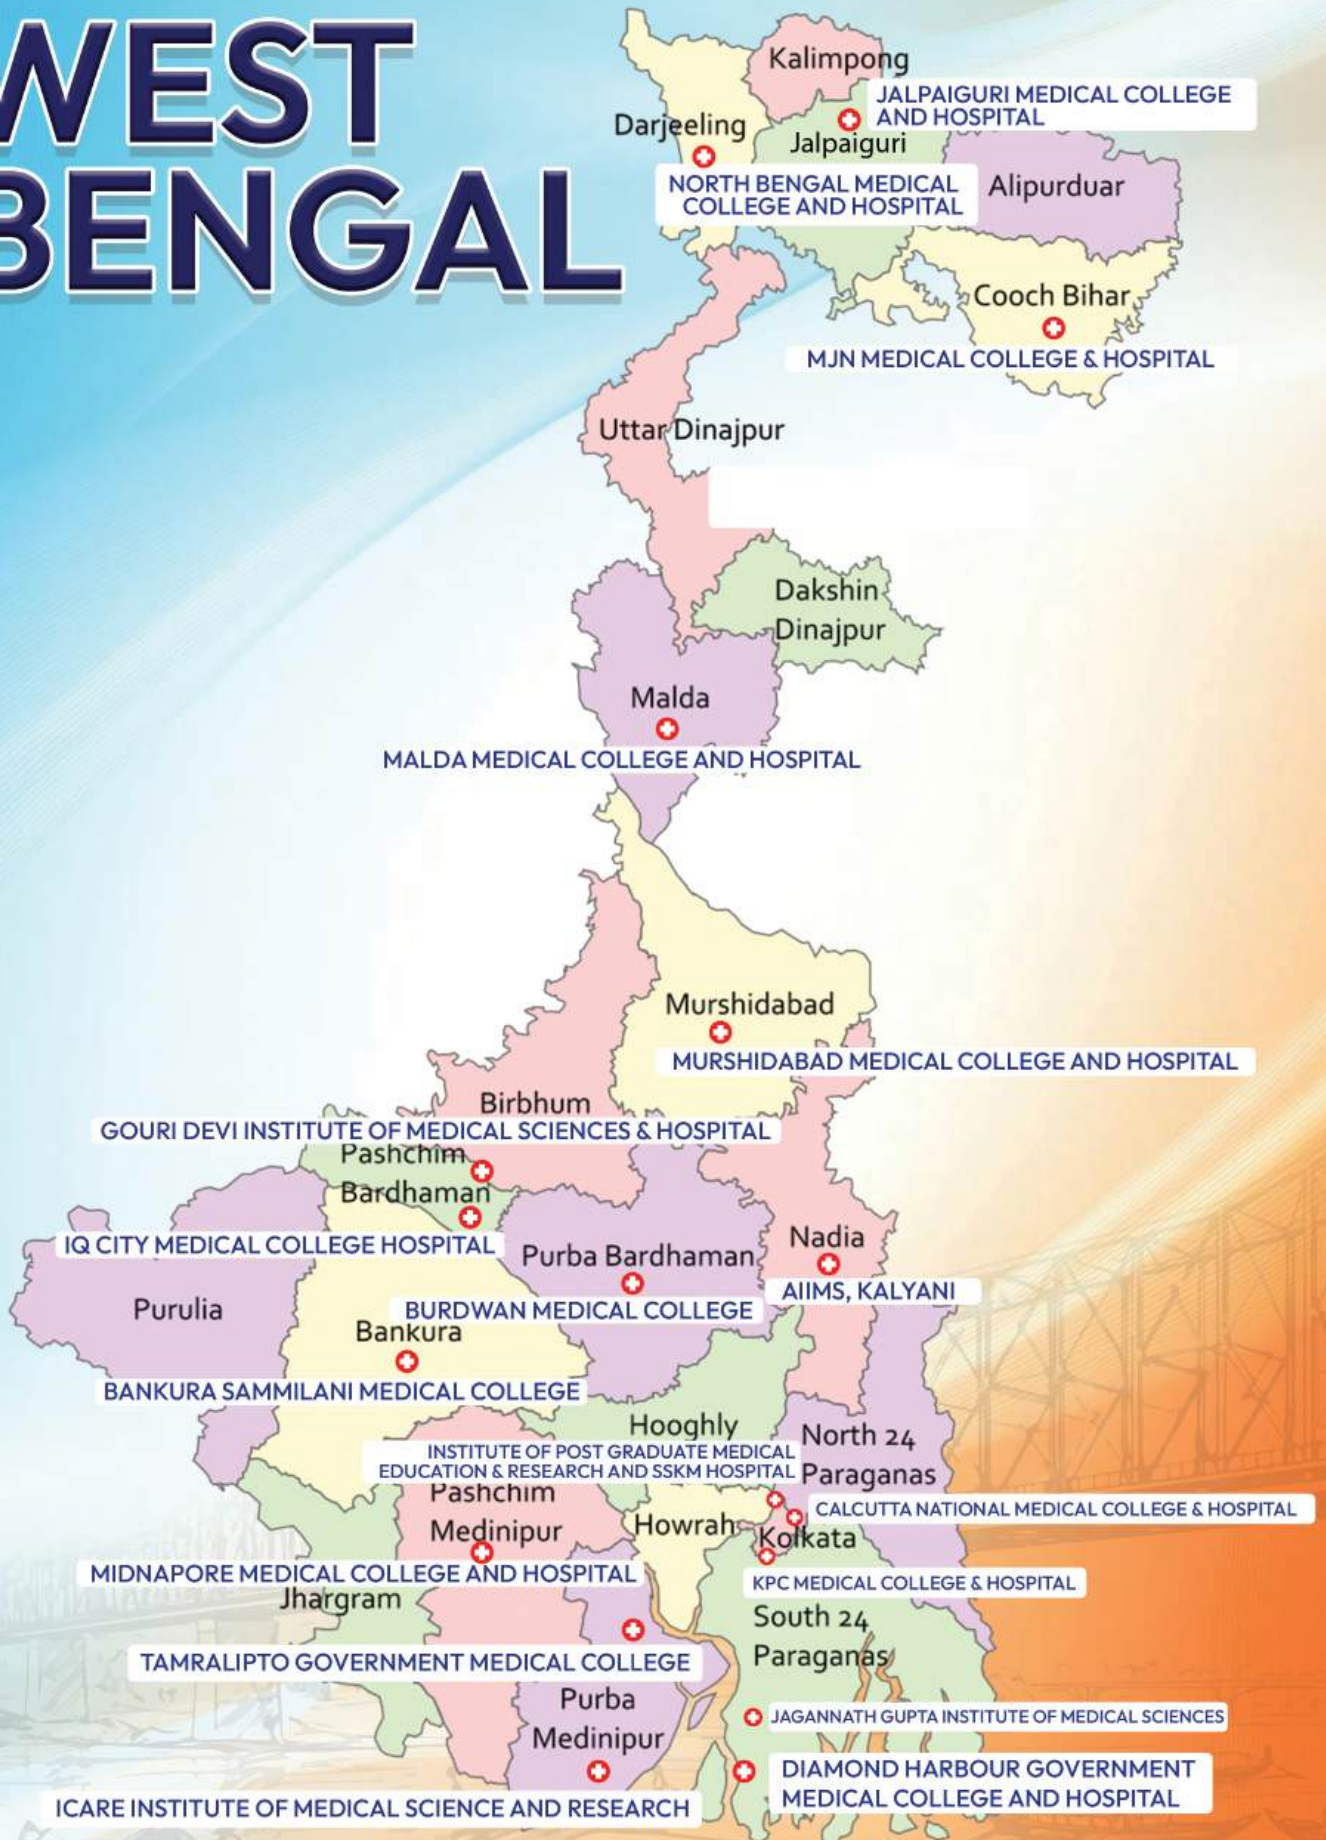 WEST
BENGAL
Kalimpong
JALPAIGURI MEDICAL COLLEGE
AND HOSPITAL
Darjeeling
Jalpaiguri
NORTH BENGAL MEDICAL
COLLEGE AND HOSPITAL
Alipurduar
Cooch Bihar
MJN MEDICAL COLLEGE & HOSPITAL
Uttar Dinajpur
Dakshin
Dinajpur
Malda
MALDA MEDICAL COLLEGE AND HOSPITAL
Murshidabad
MURSHIDABAD MEDICAL COLLEGE AND HOSPITAL
Birbhum
GOURI DEVI INSTITUTE OF MEDICAL SCIENCES & HOSPITAL
Pashchim
Bardhaman
IQ CITY MEDICAL COLLEGE HOSPITAL
Purba Bardhaman
Nadia
AIIMS, KALYANI
Purulia
BURDWAN MEDICAL COLLEGE
Bankura
BANKURA SAMMILANI MEDICAL COLLEGE
Hooghly
North 24
Paraganas
INSTITUTE OF POST GRADUATE MEDICAL
EDUCATION & RESEARCH AND SSKM HOSPITAL
Pashchim
Medinipur
Howrah
CALCUTTA NATIONAL MEDICAL COLLEGE & HOSPITAL
Kolkata
MIDNAPORE MEDICAL COLLEGE AND HOSPITAL
KPC MEDICAL COLLEGE & HOSPITAL
Jhargram
South 24
Paraganas
TAMRALIPTO GOVERNMENT MEDICAL COLLEGE
Purba
Medinipur
JAGANNATH GUPTA INSTITUTE OF MEDICAL SCIENCES
DIAMOND HARBOUR GOVERNMENT
MEDICAL COLLEGE AND HOSPITAL
ICARE INSTITUTE OF MEDICAL SCIENCE AND RESEARCH